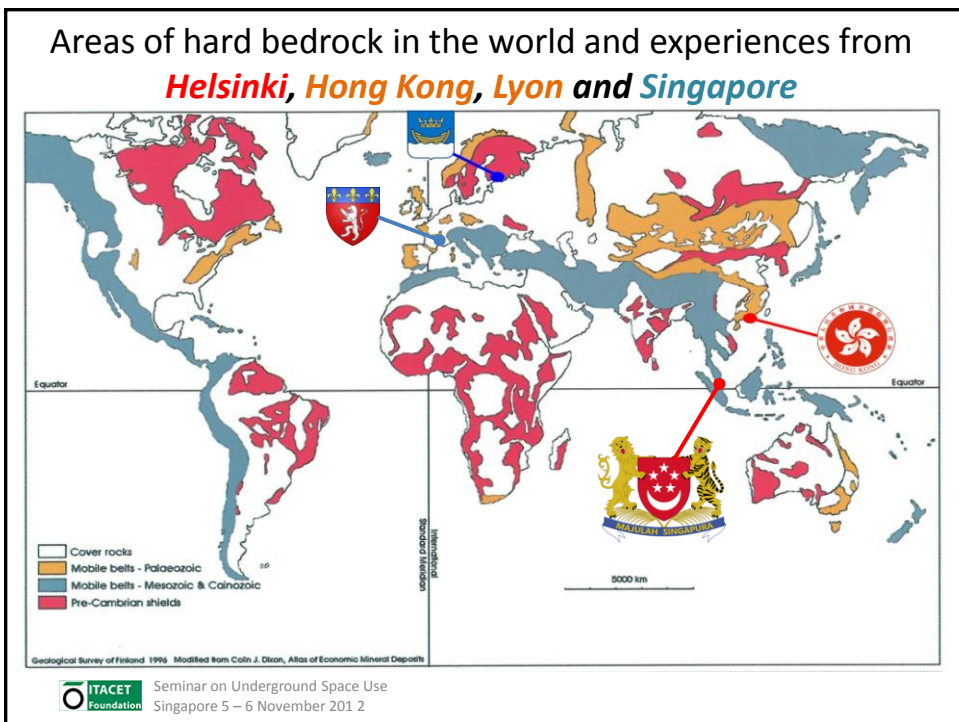 Areas of hard bedrock in the world and experiences from
Helsinki, Hong Kong, Lyon and Singapore
Equator
Equator
HONG KONG
MAJULAH SINGAPURA
International
Standard Meridian
Cover rocks
Mobile belts - Palaeozoic
Mobile belts - Mesozoic & Cainozoic
Pre-Cambrian shields
5000 km
Geological Survey of Finland 1996 Modified from Colin J. Dixon, Atlas of Economic Mineral Deposits
ITACET
Foundation
Seminar on Underground Space Use
Singapore 5 – 6 November 201 2